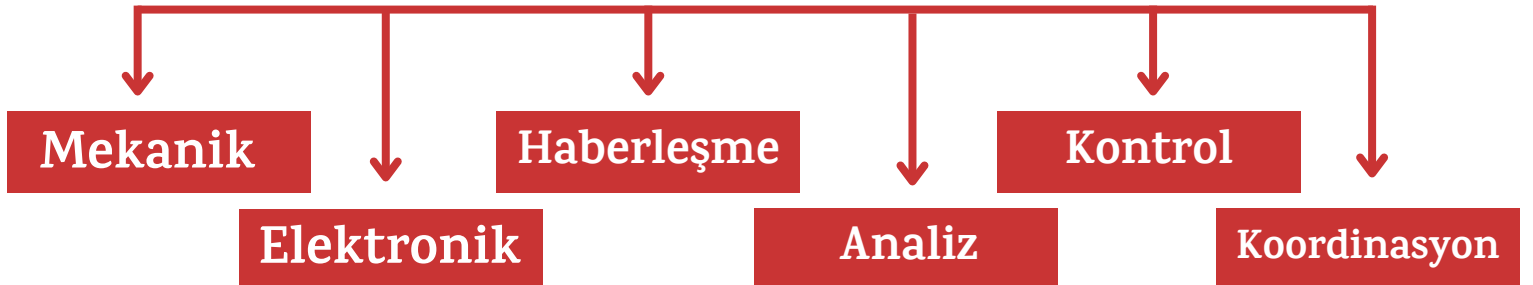 Mekanik
Elektronik
Haberleşme
Analiz
Kontrol
Koordinasyon